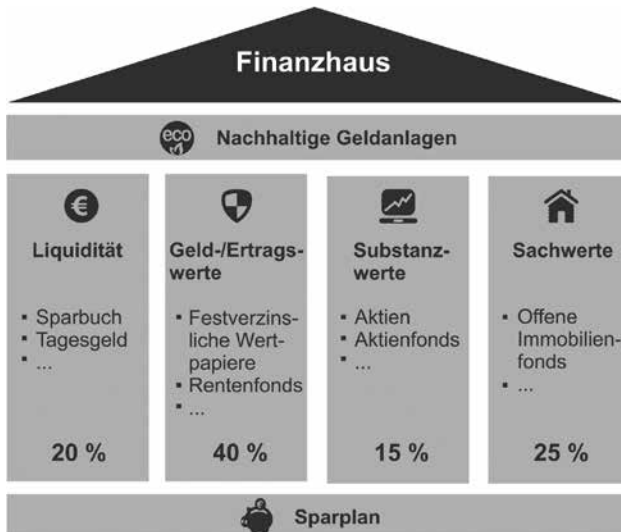 Finanzhaus
eco Nachhaltige Geldanlagen
€
Liquidität
▪ Sparbuch
▪ Tagesgeld
▪ ...
20 %
Geld-/Ertrags-
werte
▪ Festverzins-
liche Wert-
papiere
▪ Rentenfonds
▪ ...
40 %
Substanz-
werte
▪ Aktien
▪ Aktienfonds
▪ ...
15 %
Sachwerte
▪ Offene
Immobilien-
fonds
▪ ...
25 %
Sparplan